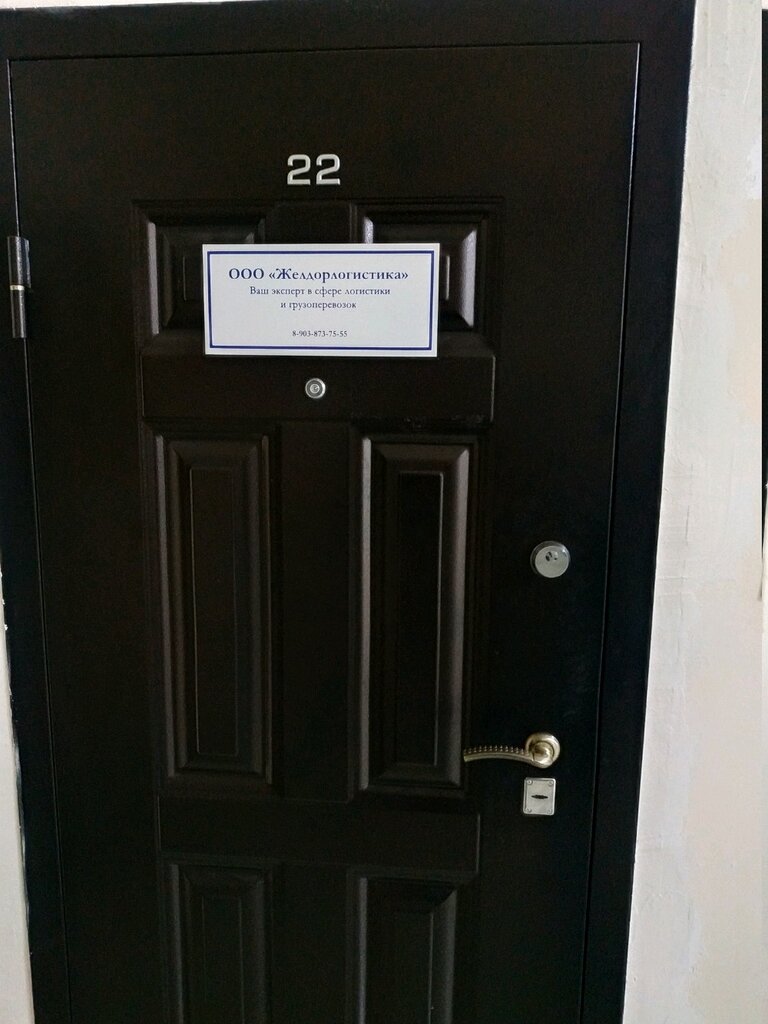 22
ООО «Желдорлогистика»
Ваш эксперт в сфере логистики
и грузоперевозок
8-903-873-75-55